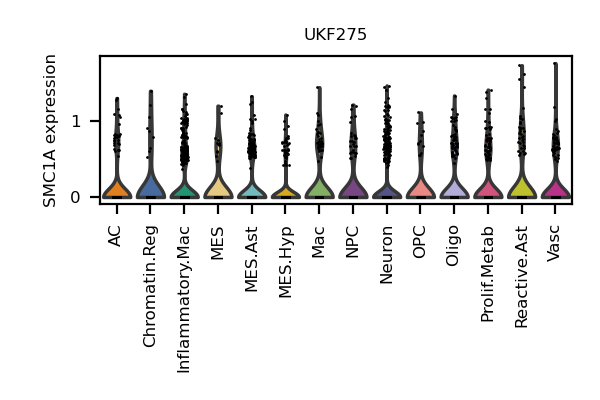 UKF275
SMC1A expression
1
0
AC
Chromatin.Reg
Inflammatory.Mac
MES
MES.Ast
MES.Hyp
Mac
NPC
Neuron
OPC
Oligo
Prolif.Metab
Reactive.Ast
Vasc